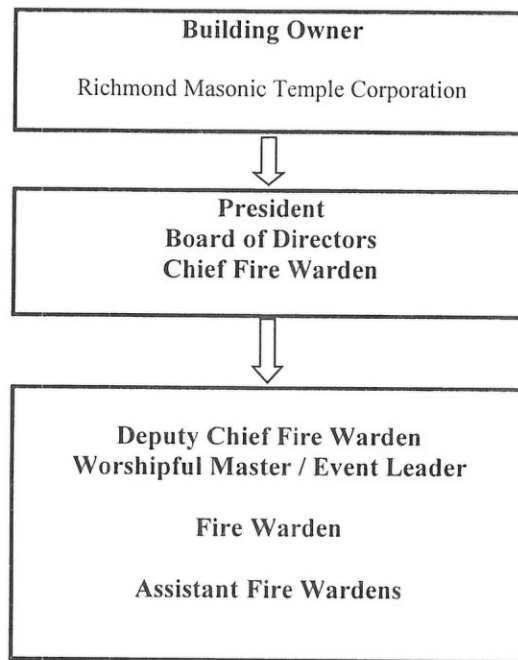 Building Owner
Richmond Masonic Temple Corporation
President
Board of Directors
Chief Fire Warden
Deputy Chief Fire Warden
Worshipful Master / Event Leader
Fire Warden
Assistant Fire Wardens